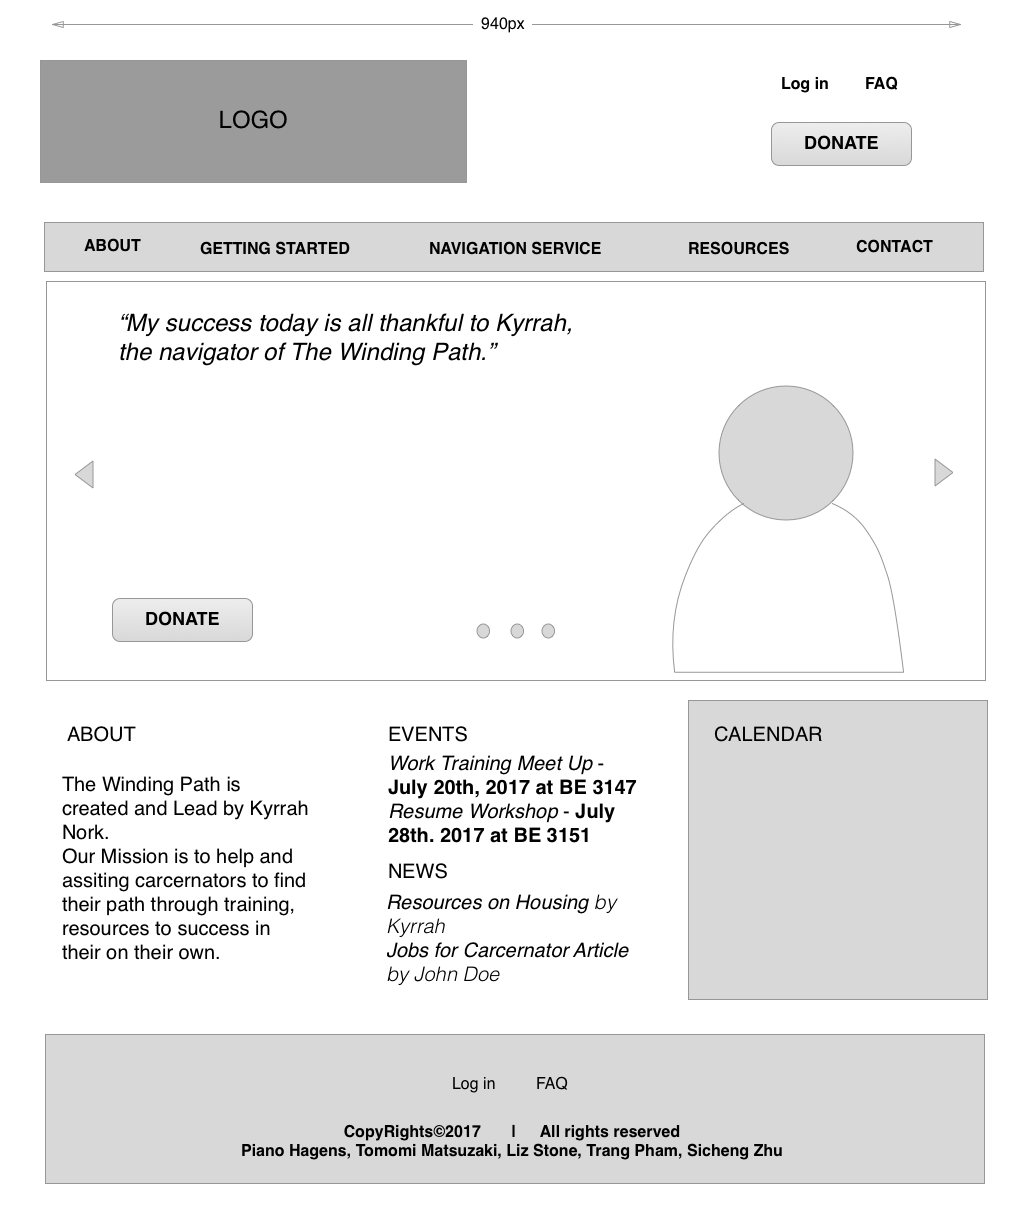 940px
LOGO
Log in FAQ
DONATE
ABOUT GETTING STARTED NAVIGATION SERVICE RESOURCES CONTACT
“My success today is all thankful to Kyrrah,
the navigator of The Winding Path.”
DONATE
ABOUT
The Winding Path is
created and Lead by Kyrrah
Nork.
Our Mission is to help and
assiting carcernators to find
their path through training,
resources to success in
their on their own.
EVENTS
Work Training Meet Up -
July 20th, 2017 at BE 3147
Resume Workshop - July
28th. 2017 at BE 3151
NEWS
Resources on Housing by
Kyrrah
Jobs for Carcernator Article
by John Doe
CALENDAR
Log in FAQ
CopyRights©2017 | All rights reserved
Piano Hagens, Tomomi Matsuzaki, Liz Stone, Trang Pham, Sicheng Zhu